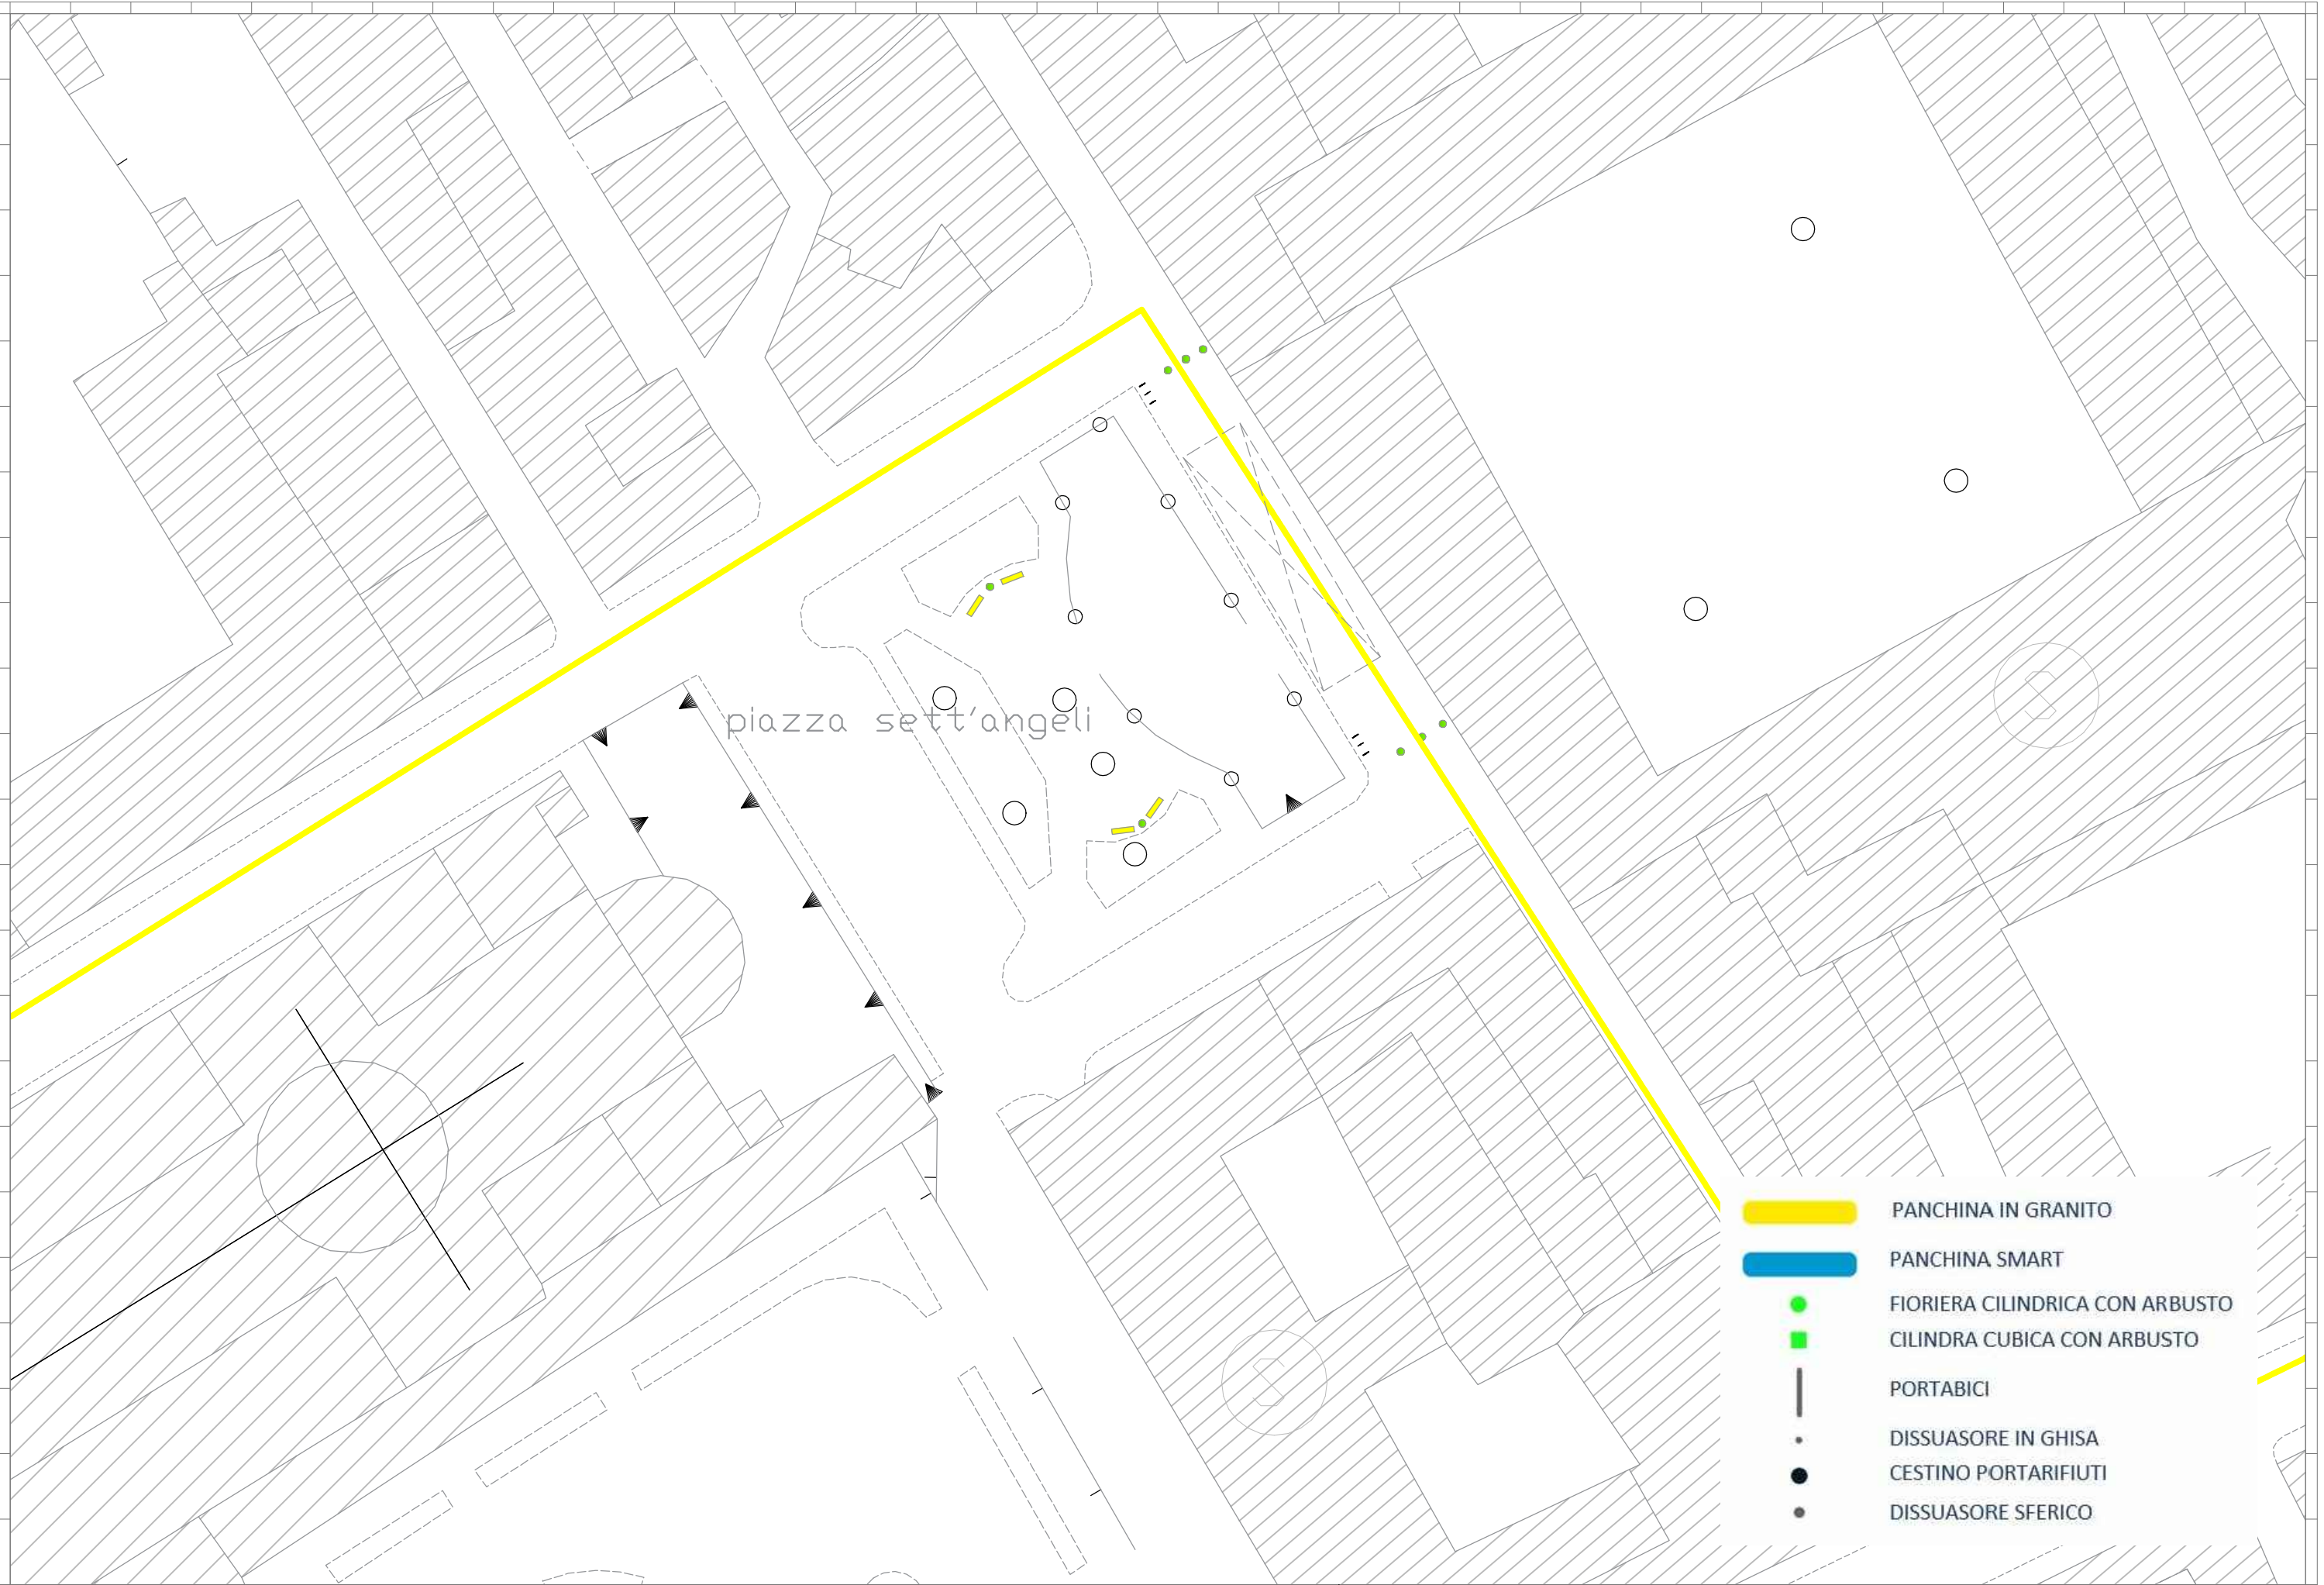 piazza sett'angeli
PANCHINA IN GRANITO
PANCHINA SMART
FIORIERA CILINDRICA CON ARBUSTO
CILINDRA CUBICA CON ARBUSTO
PORTABICI
DISSUASORE IN GHISA
CESTINO PORTARIFIUTI
DISSUASORE SFERICO